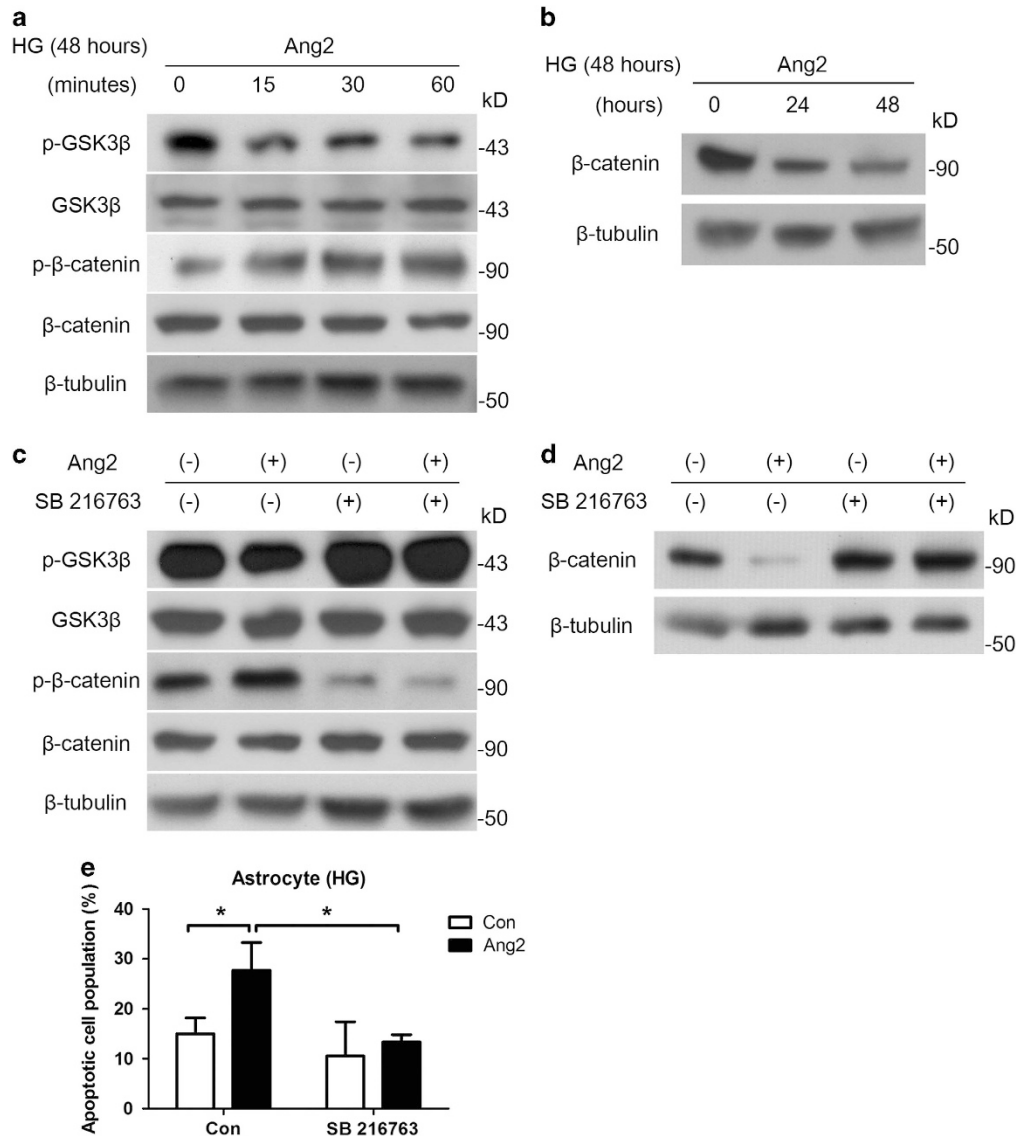 a
HG (48 hours) Ang2
(minutes) 0 15 30 60 kD
p-GSK3β -43
GSK3β -43
p-β-catenin -90
β-catenin -90
β-tubulin -50
b
HG (48 hours) Ang2
(hours) 0 24 48 kD
β-catenin -90
β-tubulin -50
c
Ang2 (-) (+) (-) (+)
SB 216763 (-) (-) (+) (+) kD
p-GSK3β -43
GSK3β -43
p-β-catenin -90
β-catenin -90
β-tubulin -50
d
Ang2 (-) (+) (-) (+)
SB 216763 (-) (-) (+) (+) kD
β-catenin -90
β-tubulin -50
e
Astrocyte (HG)
Apoptotic cell population (%)
40
30
20
10
0
* *
Con
Ang2
Con SB 216763